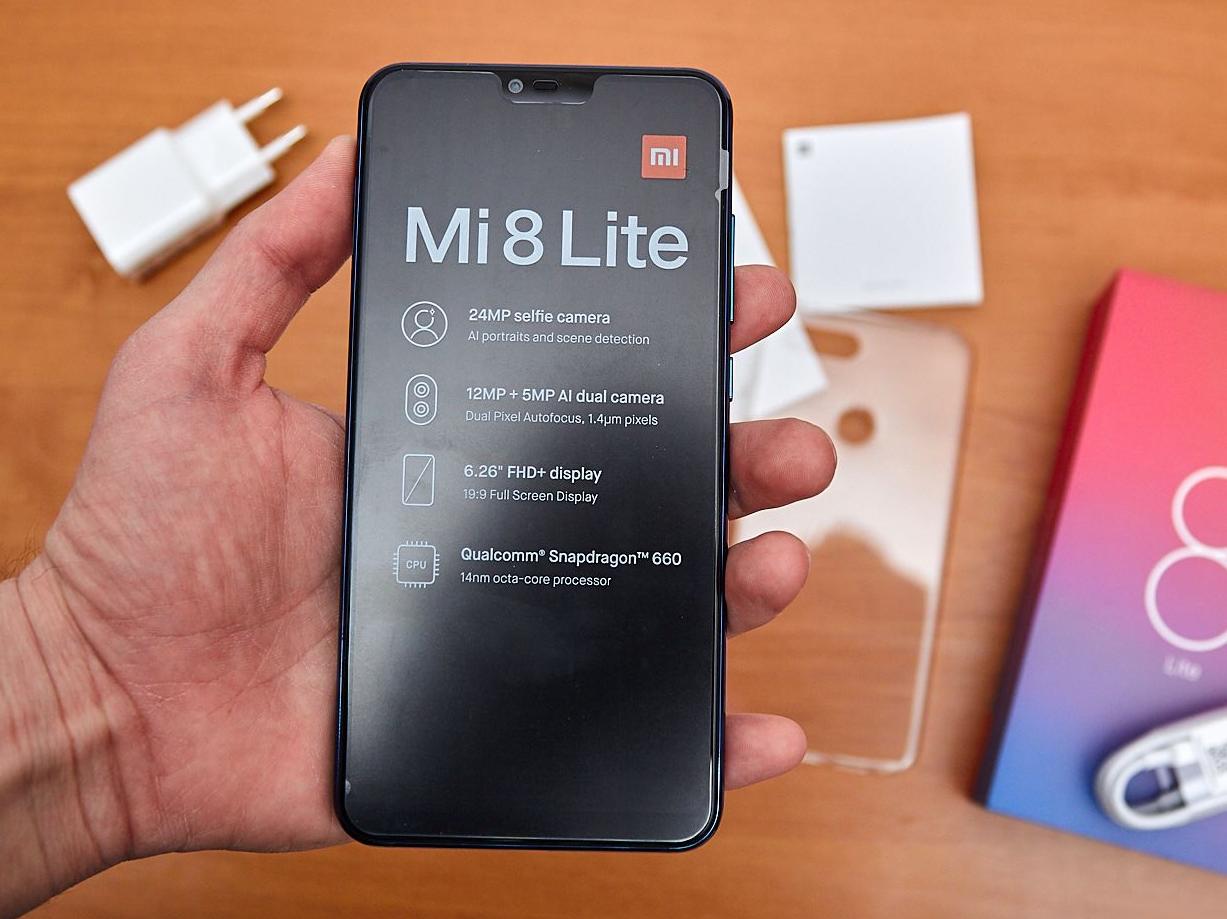 mi
Mi 8 Lite
24MP selfie camera
AI portraits and scene detection
12MP + 5MP AI dual camera
Dual Pixel Autofocus, 1.4µm pixels
6.26" FHD+ display
19:9 Full Screen Display
CPU
Qualcomm® Snapdragon™ 660
14nm octa-core processor
8
Lite